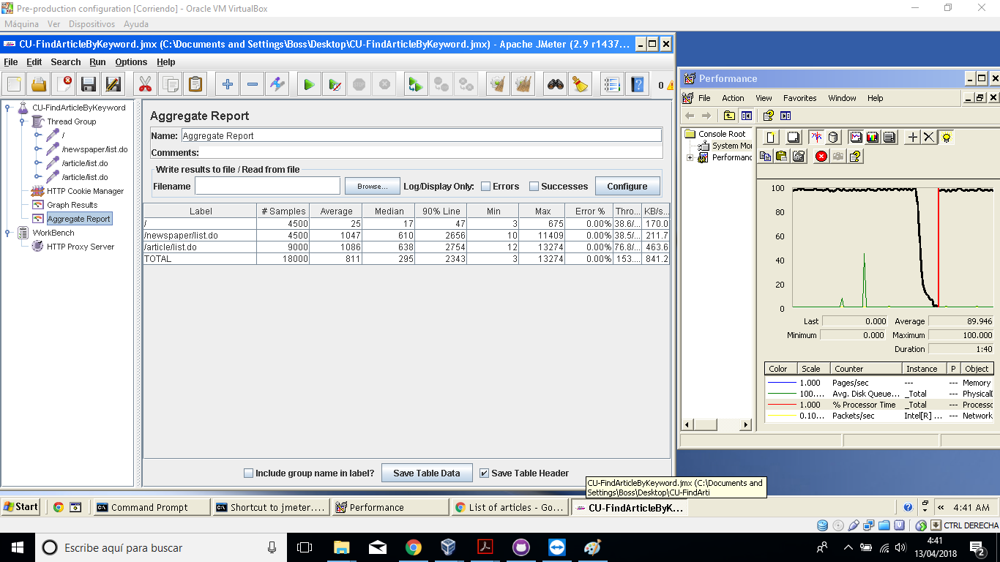 Pre-production configuration [Corriendo] - Oracle VM VirtualBox
Máquina Ver Dispositivos Ayuda
CU-FindArticleByKeyword.jmx (C:\Documents and Settings\Boss\Desktop\CU-FindArticleByKeyword.jmx) - Apache JMeter (2.9 r1437...
File Edit Search Run Options Help
0
CU-FindArticleByKeyword
Thread Group
/
/newspaper/list.do
/article/list.do
/article/list.do
HTTP Cookie Manager
Graph Results
Aggregate Report
WorkBench
HTTP Proxy Server
Aggregate Report
Name: Aggregate Report
Comments:
Write results to file / Read from file
Filename Browse... Log/Display Only: Errors Successes Configure
Label # Samples Average Median 90% Line Min Max Error % Thro... KB/s...
/ 4500 25 17 47 3 675 0.00% 38.6/... 170.0
/newspaper/list.do 4500 1047 610 2656 10 11409 0.00% 38.5/... 211.7
/article/list.do 9000 1086 638 2754 12 13274 0.00% 76.8/... 463.6
TOTAL 18000 811 295 2343 3 13274 0.00% 153.... 841.2
Include group name in label? Save Table Data Save Table Header
Performance
File Action View Favorites Window Help
Console Root
System Mo
Performanc
100
80
60
40
20
0
Last 0.000 Average 89.946
Minimum 0.000 Maximum 100.000
Duration 1:40
Color Scale Counter Instance P Object
1.000 Pages/sec --- --- Memory
100.... Avg. Disk Queue... _Total --- Physical
1.000 % Processor Time _Total --- Processo
0.10... Packets/sec Intel[R] ... --- Network
CU-FindArticleByKeyword.jmx (C:\Documents and
Settings\Boss\Desktop\CU-FindArti
Start Command Prompt Shortcut to jmeter.... Performance List of articles - Go... CU-FindArticleByK... « 4:41 AM
CTRL DERECHA
Escribe aquí para buscar
4:41
13/04/2018
2